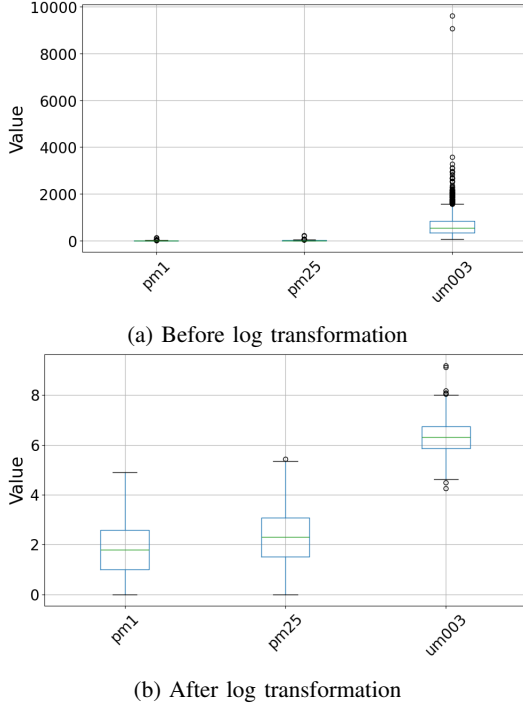 10000
8000
6000
4000
2000
0
Value
pm1
pm25
um003
(a) Before log transformation
8
6
4
2
0
Value
pm1
pm25
um003
(b) After log transformation